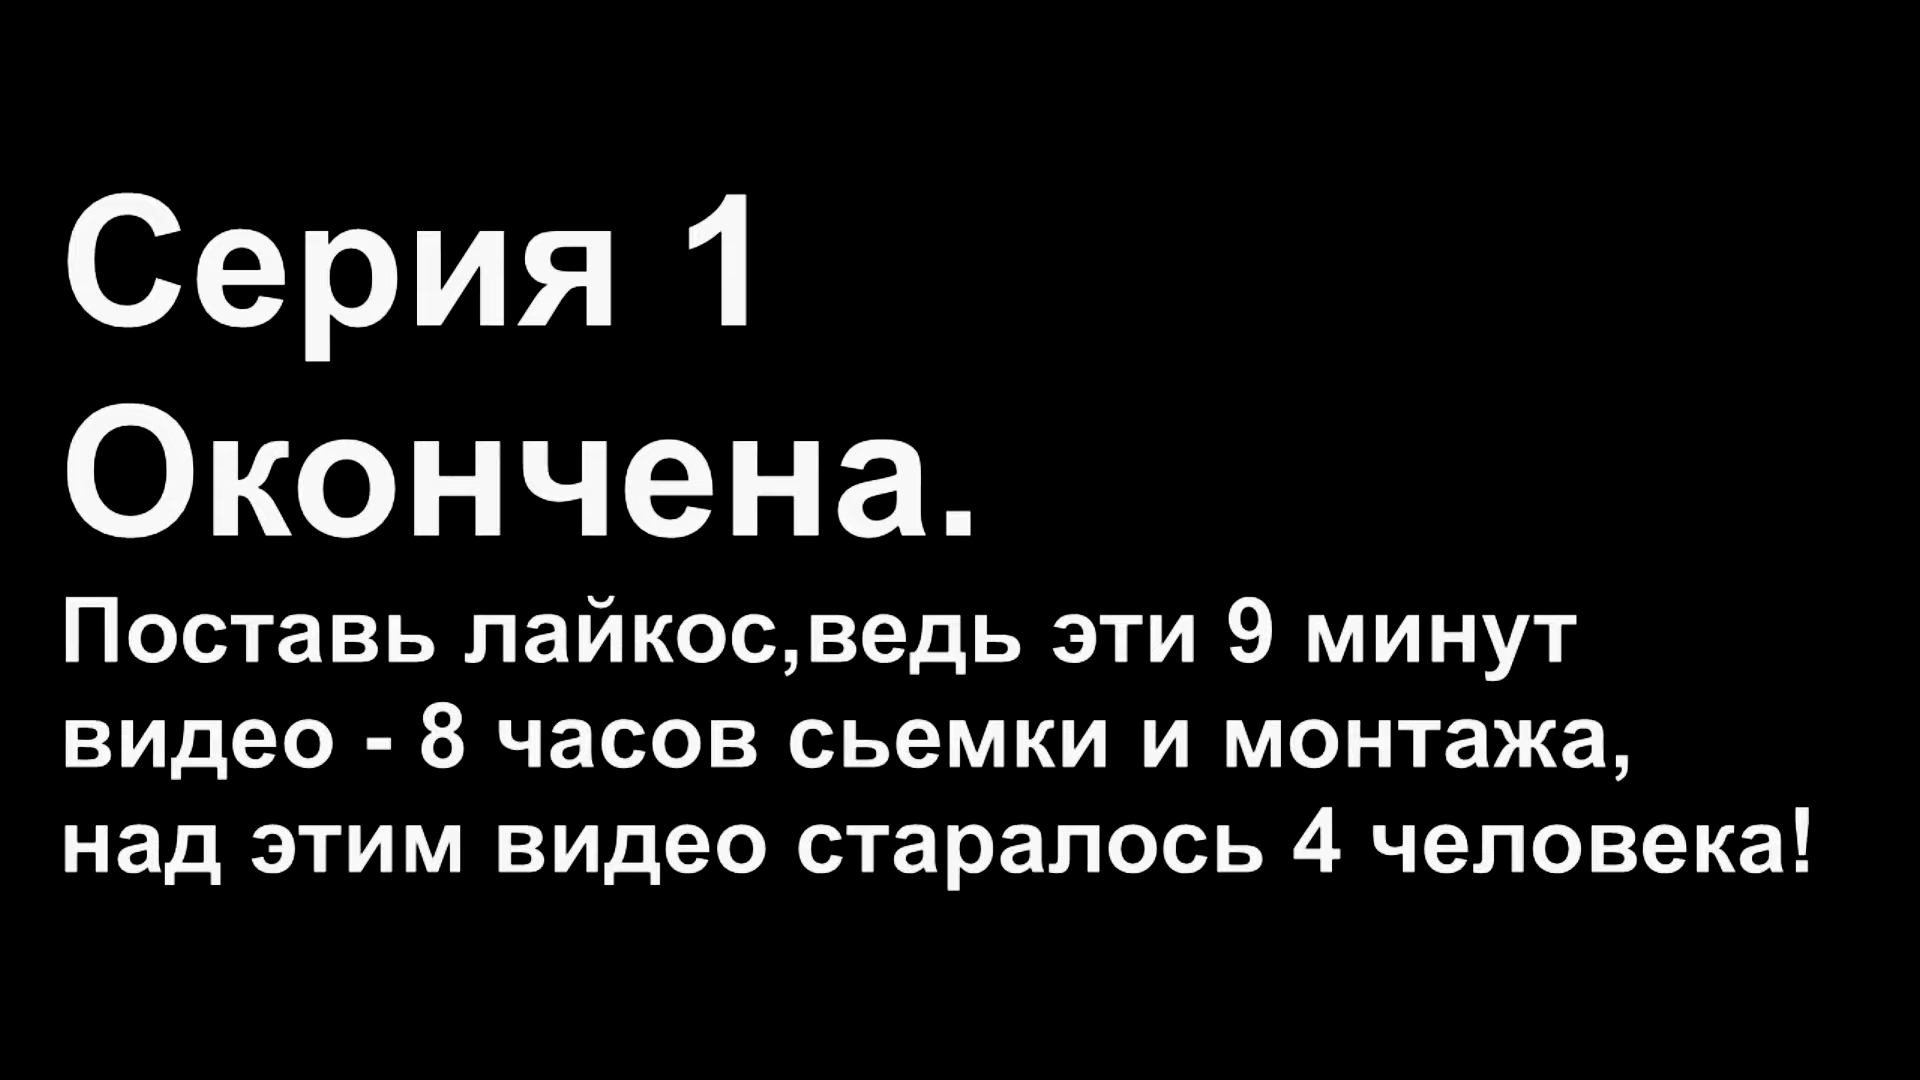 Серия 1
Окончена.
Поставь лайкос,ведь эти 9 минут
видео - 8 часов сьемки и монтажа,
над этим видео старалось 4 человека!